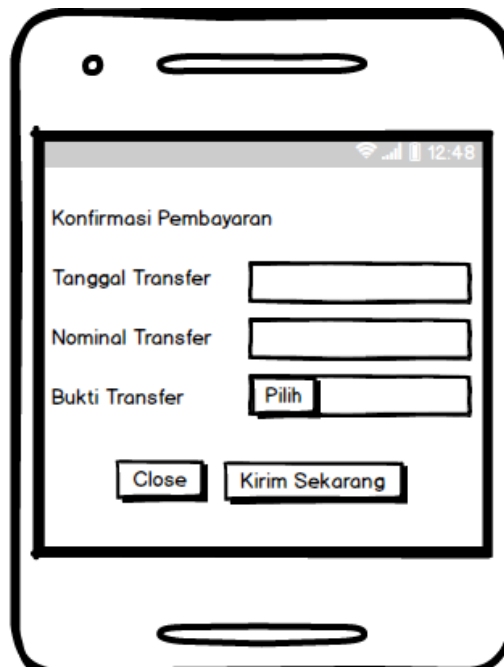 12:48
Konfirmasi Pembayaran
Tanggal Transfer
Nominal Transfer
Bukti Transfer Pilih
Close Kirim Sekarang